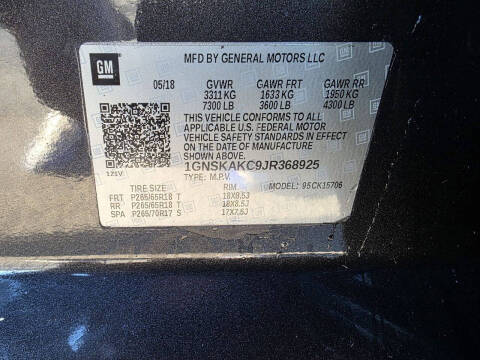 GM
MFD BY GENERAL MOTORS LLC
05/18 GVWR GAWR FRT GAWR RR
3311 KG 1633 KG 1950 KG
7300 LB 3600 LB 4300 LB
THIS VEHICLE CONFORMS TO ALL
APPLICABLE U.S. FEDERAL MOTOR
VEHICLE SAFETY STANDARDS IN EFFECT
ON THE DATE OF MANUFACTURE
SHOWN ABOVE.
1GNSKAKC9JR368925
1Z1V TYPE: M.P.V. MODEL: 95CK15706
TIRE SIZE RIM
FRT P265/65R18 T 18X8.5J
RR P265/65R18 T 18X8.5J
SPA P265/70R17 S 17X7.5J